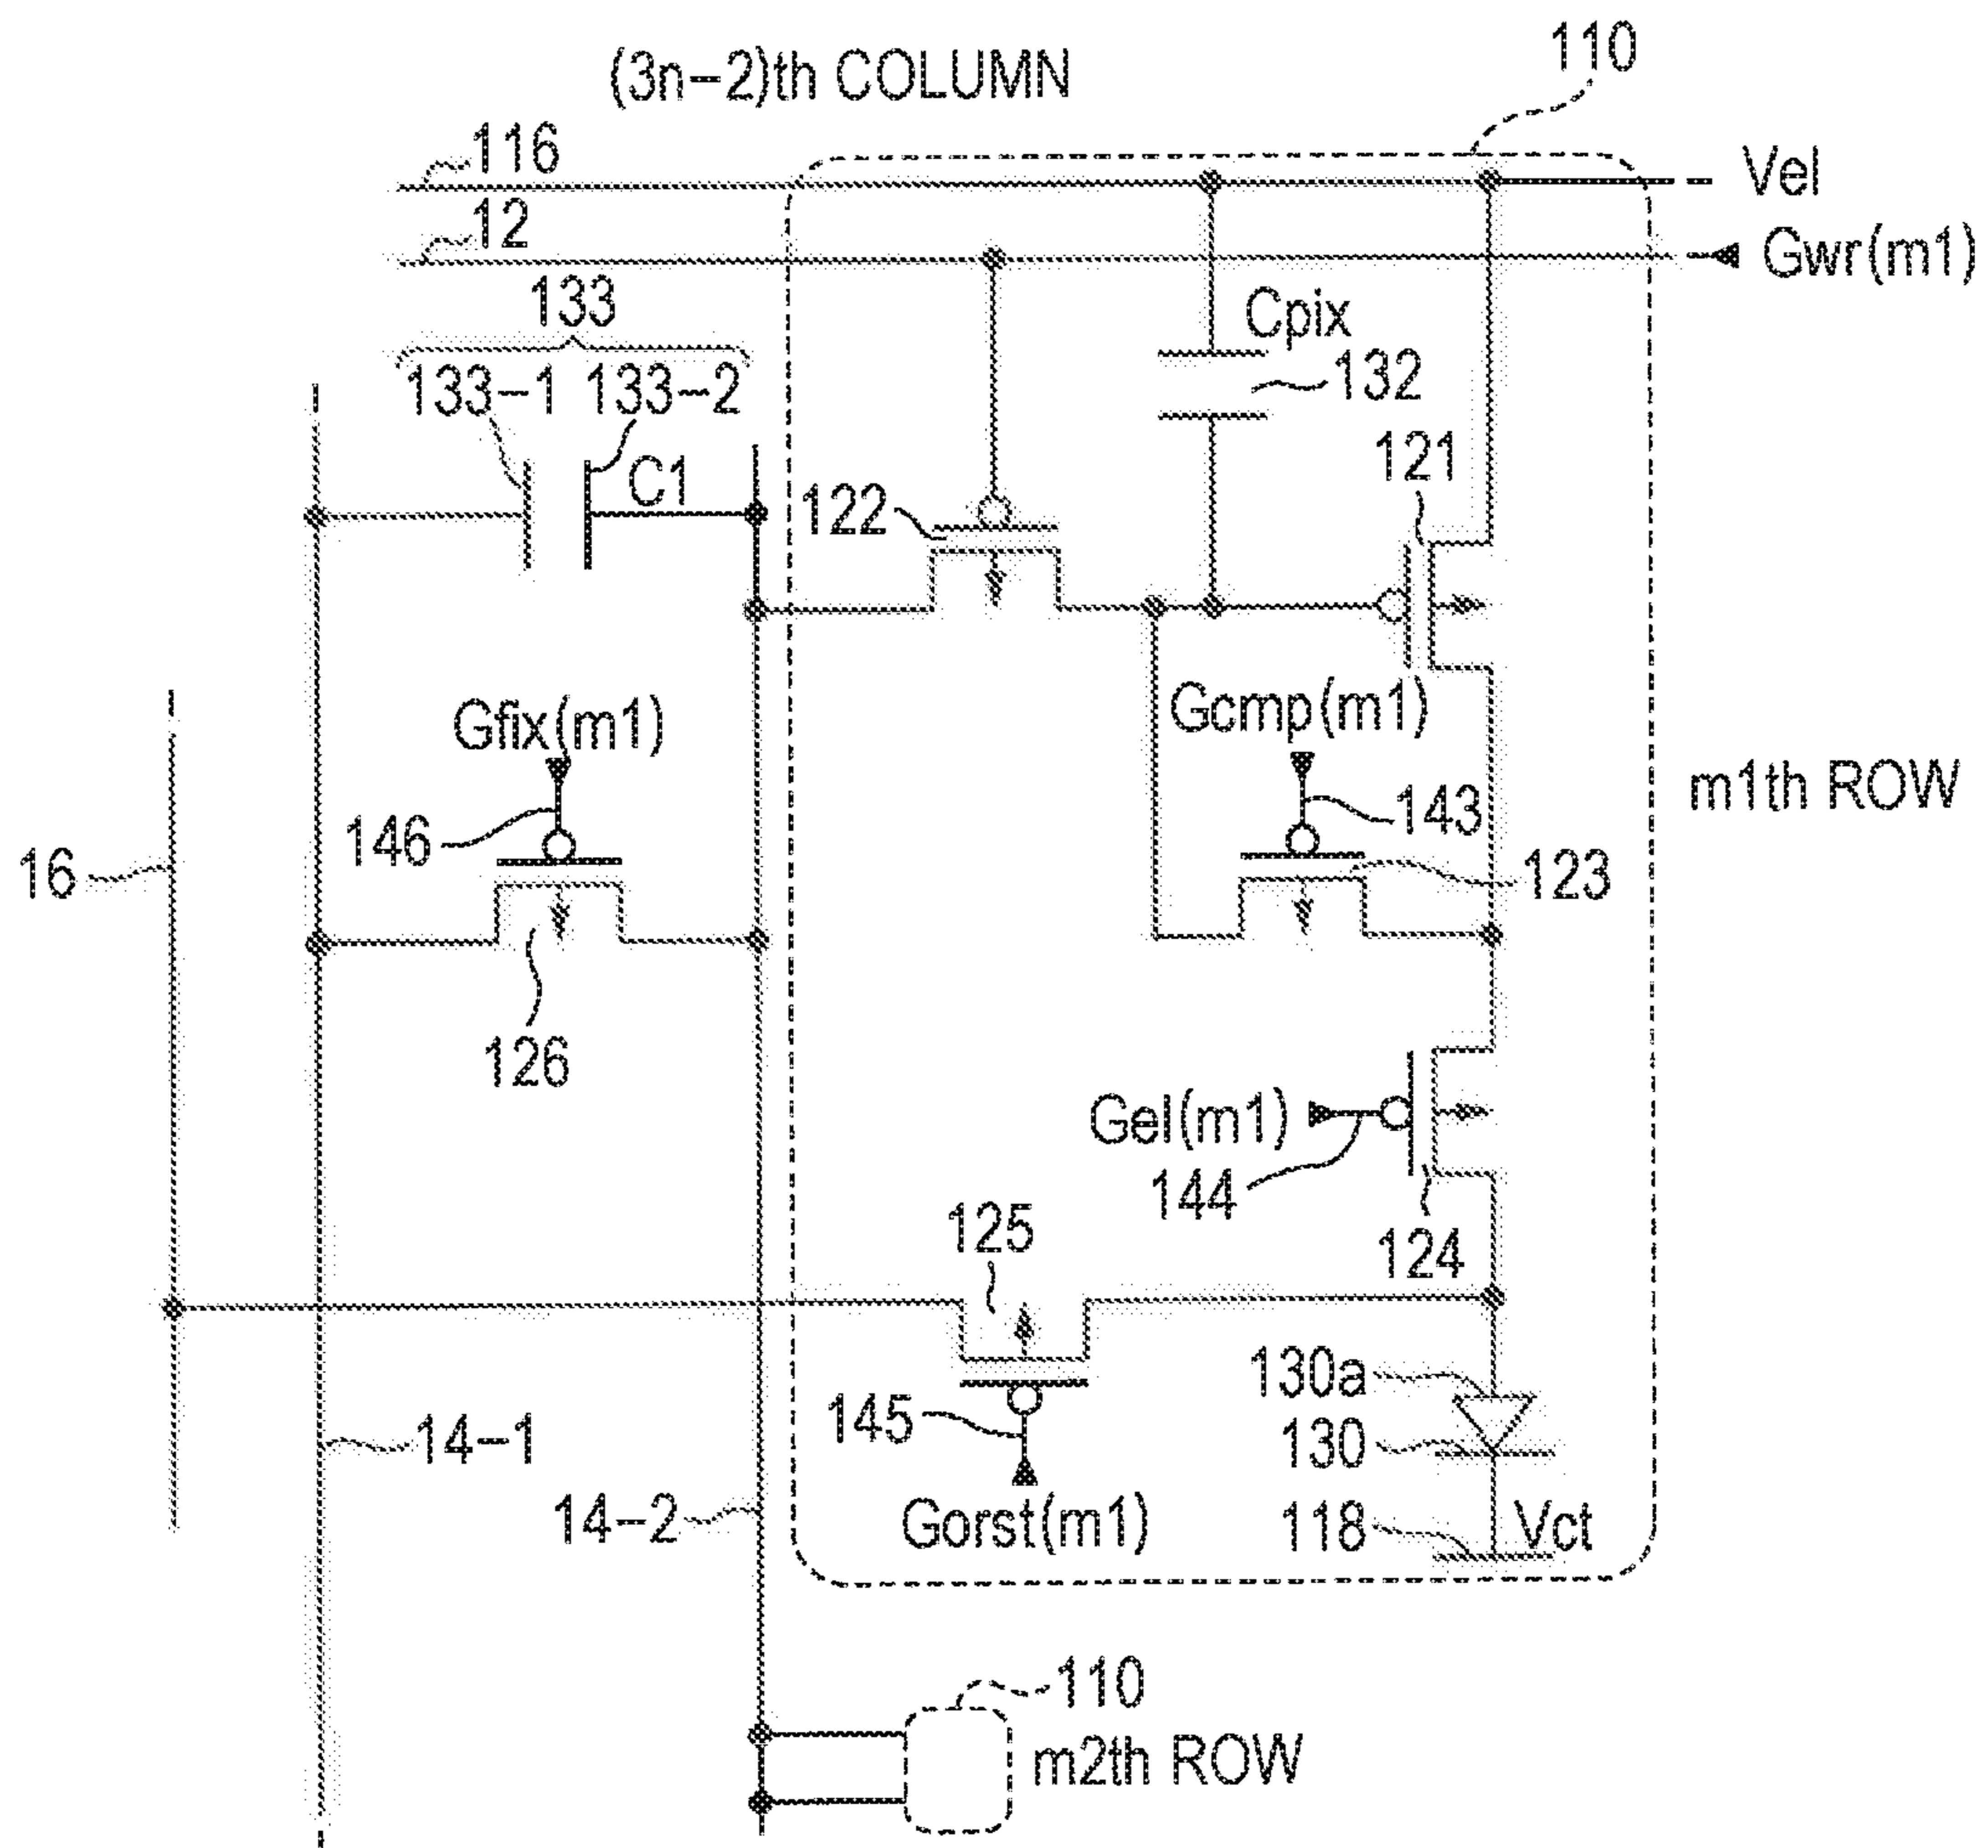 110
(3n-2)th COLUMN
116
Vel
12
Gwr(m1)
133
Cpix
133-1 133-2
132
C1
121
122
Gfix(m1)
Gcmp(m1)
m1th ROW
146
143
16
123
126
Gel(m1)
144
125
124
130a
145
130
14-1
14-2
Gorst(m1)
118
Vct
110
m2th ROW